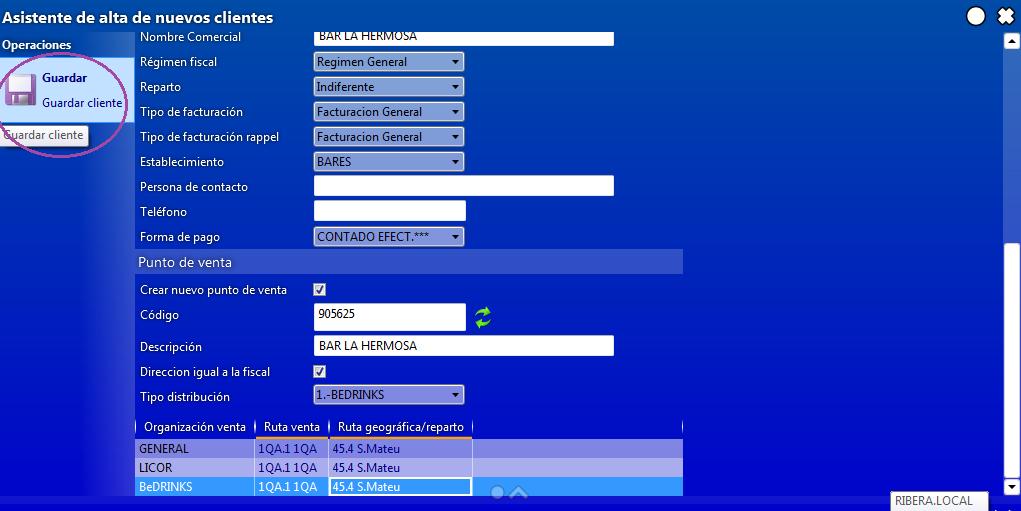 Asistente de alta de nuevos clientes
Operaciones
Guardar
Guardar cliente
Guardar cliente
Nombre Comercial BAR LA HERMOSA
Régimen fiscal Regimen General
Reparto Indiferente
Tipo de facturación Facturacion General
Tipo de facturación rappel Facturacion General
Establecimiento BARES
Persona de contacto
Teléfono
Forma de pago CONTADO EFECT.***
Punto de venta
Crear nuevo punto de venta
Código 905625
Descripción BAR LA HERMOSA
Direccion igual a la fiscal
Tipo distribución 1.-BEDRINKS
Organización venta Ruta venta Ruta geográfica/reparto
GENERAL 1QA.1 1QA 45.4 S.Mateu
LICOR 1QA.1 1QA 45.4 S.Mateu
BeDRINKS 1QA.1 1QA 45.4 S.Mateu
RIBERA.LOCAL